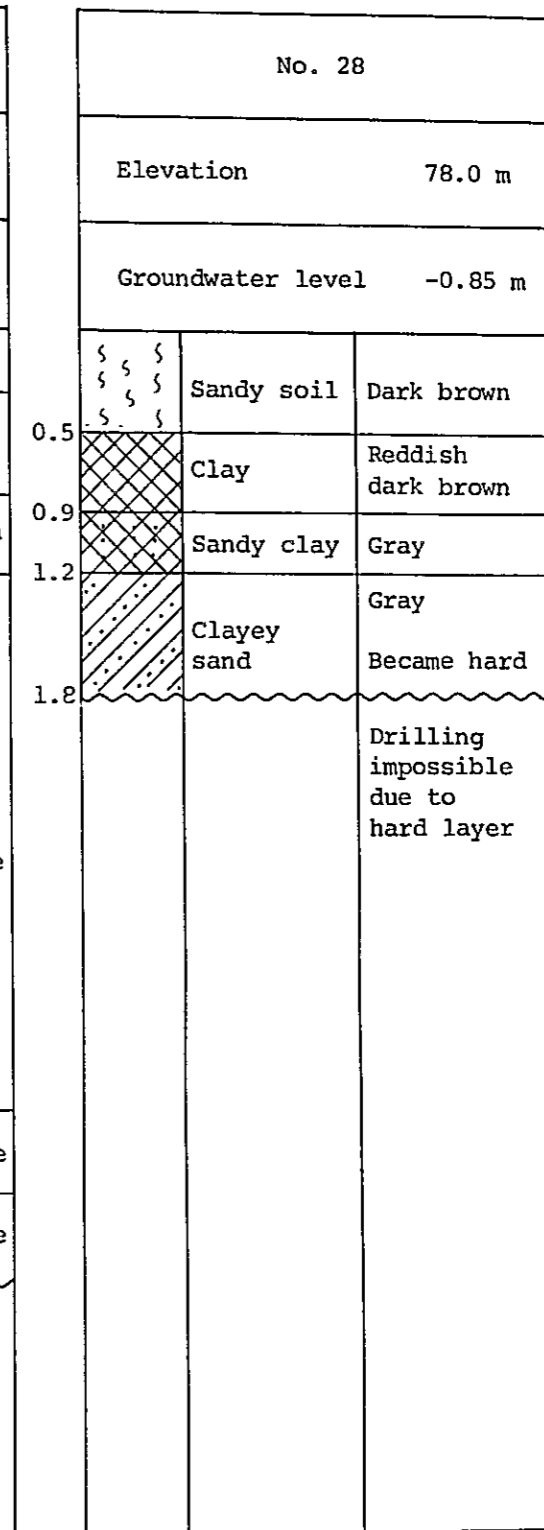 No. 28
Elevation 78.0 m
Groundwater level -0.85 m
Sandy soil Dark brown
0.5
Clay Reddish
dark brown
0.9
Sandy clay Gray
1.2
Gray
Clayey
sand Became hard
1.8
Drilling
impossible
due to
hard layer